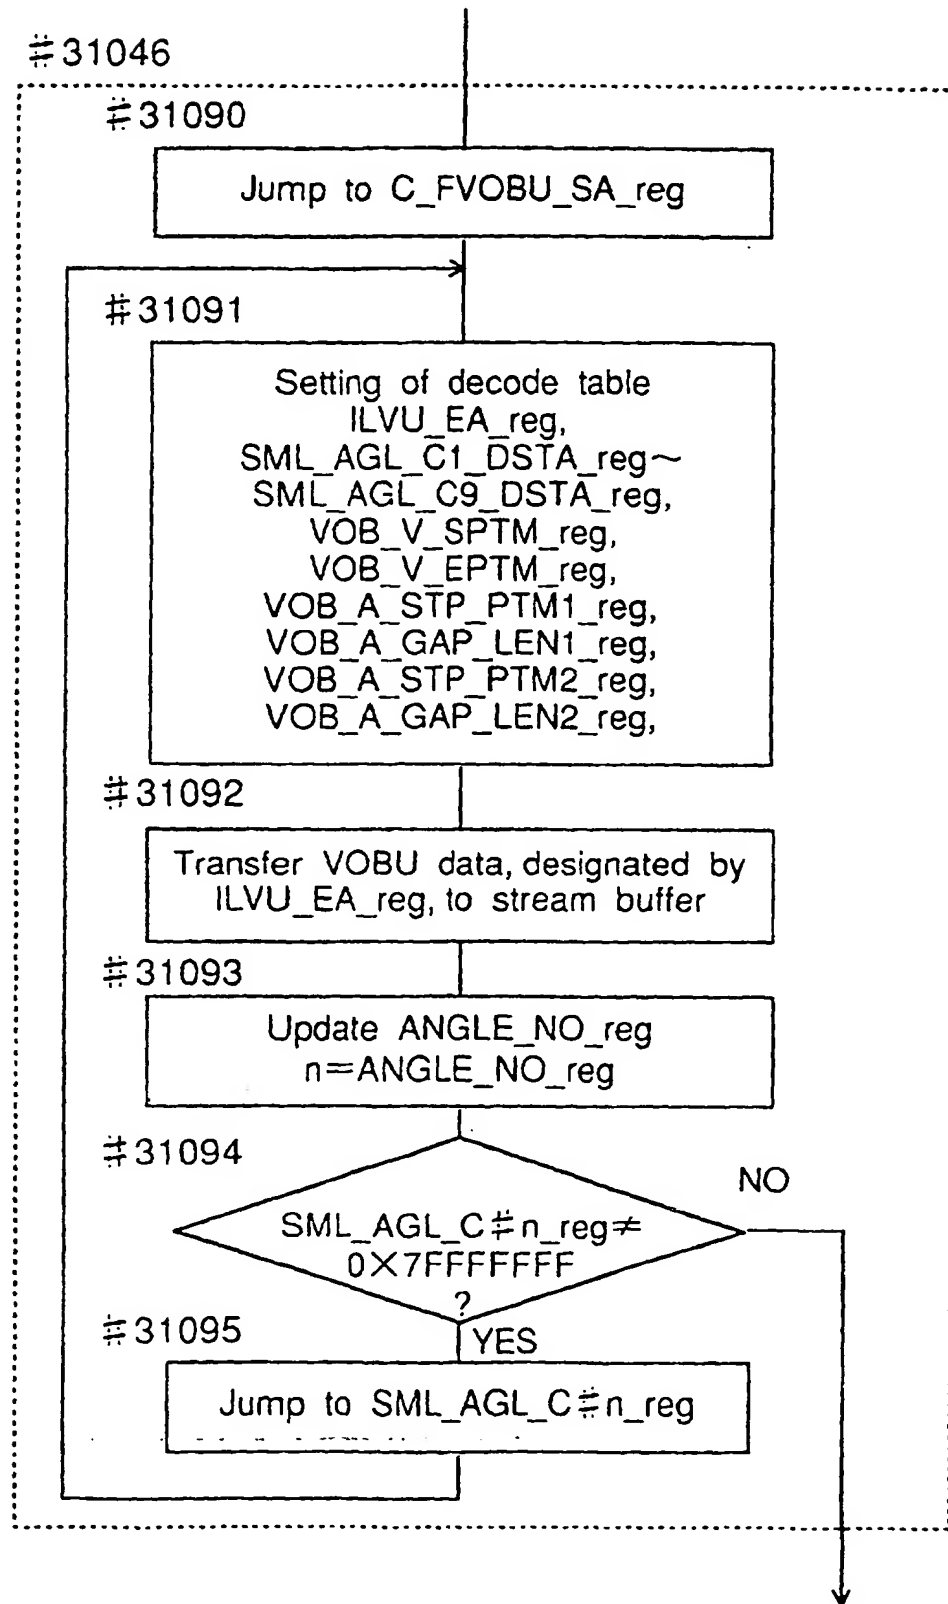 #31046
#31090
Jump to C_FVOBU_SA_reg
#31091
Setting of decode table
ILVU_EA_reg,
SML_AGL_C1_DSTA_reg~
SML_AGL_C9_DSTA_reg,
VOB_V_SPTM_reg,
VOB_V_EPTM_reg,
VOB_A_STP_PTM1_reg,
VOB_A_GAP_LEN1_reg,
VOB_A_STP_PTM2_reg,
VOB_A_GAP_LEN2_reg,
#31092
Transfer VOBU data, designated by
ILVU_EA_reg, to stream buffer
#31093
Update ANGLE_NO_reg
n=ANGLE_NO_reg
#31094
NO
SML_AGL_C#n_reg≠
0X7FFFFFFF
?
#31095
YES
Jump to SML_AGL_C#n_reg